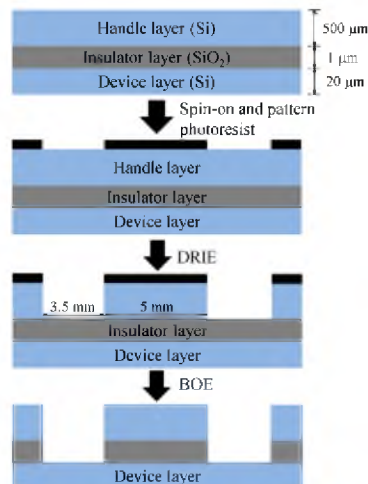 Handle layer (Si)
500 μm
Insulator layer (SiO₂)
1 μm
Device layer (Si)
20 μm
Spin-on and pattern
photoresist
Handle layer
Insulator layer
Device layer
DRIE
3.5 mm
5 mm
Insulator layer
Device layer
BOE
Device layer